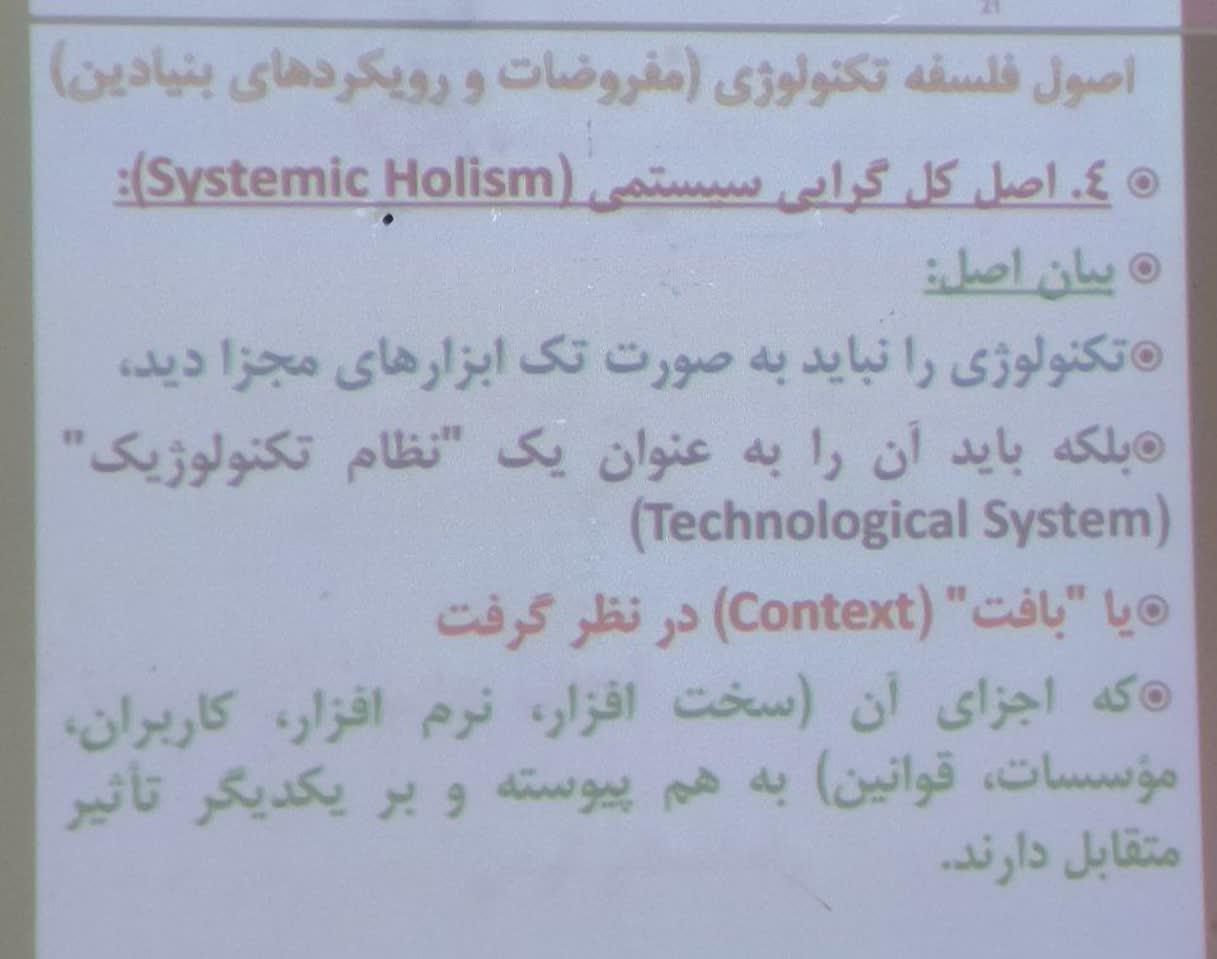 21
اصول فلسفه تکنولوژی (مفروضات و رویکردهای بنیادین)
٤. اصل کل گرایی سیستمی (Systemic Holism):
بیان اصل:
تکنولوژی را نباید به صورت تک ابزارهای مجزا دید،
بلکه باید آن را به عنوان یک "نظام تکنولوژیک"
(Technological System)
یا "بافت" (Context) در نظر گرفت
که اجزای آن (سخت افزار، نرم افزار، کاربران،
مؤسسات، قوانین) به هم پیوسته و بر یکدیگر تأثیر
متقابل دارند.